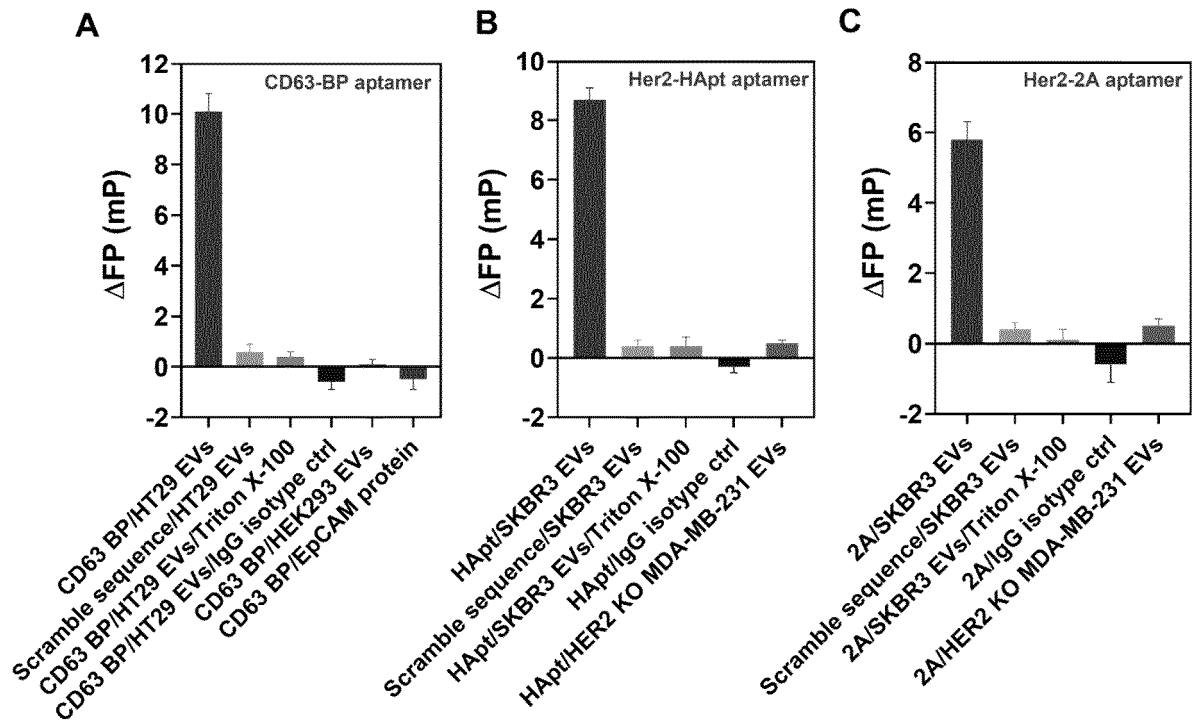 A
CD63-BP aptamer
ΔFP (mP)
12
10
8
6
4
2
0
-2
CD63 BP/HT29 EVs
Scramble sequence/HT29 EVs
CD63 BP/HT29 EVs/Triton X-100
CD63 BP/HT29 EVs/IgG isotype ctrl
CD63 BP/HEK293 EVs
CD63 BP/EpCAM protein
B
Her2-HApt aptamer
ΔFP (mP)
10
8
6
4
2
0
-2
HApt/SKBR3 EVs
Scramble sequence/SKBR3 EVs
HApt/SKBR3 EVs/Triton X-100
HApt/IgG isotype ctrl
HApt/HER2 KO MDA-MB-231 EVs
C
Her2-2A aptamer
ΔFP (mP)
8
6
4
2
0
-2
2A/SKBR3 EVs
Scramble sequence/SKBR3 EVs
2A/SKBR3 EVs/Triton X-100
2A/IgG isotype ctrl
2A/HER2 KO MDA-MB-231 EVs